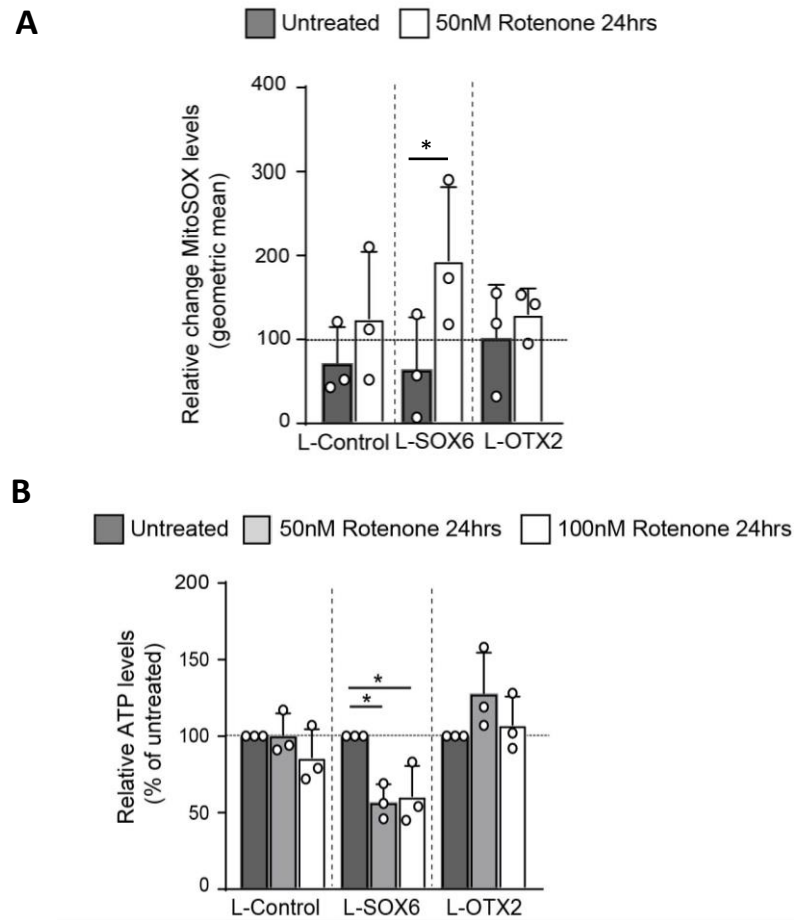 A
Untreated 50nM Rotenone 24hrs
Relative change MitoSOX levels
(geometric mean)
400
300
200
100
0
*
L-Control L-SOX6 L-OTX2
B
Untreated 50nM Rotenone 24hrs 100nM Rotenone 24hrs
Relative ATP levels
(% of untreated)
200
150
100
50
0
*
*
L-Control L-SOX6 L-OTX2